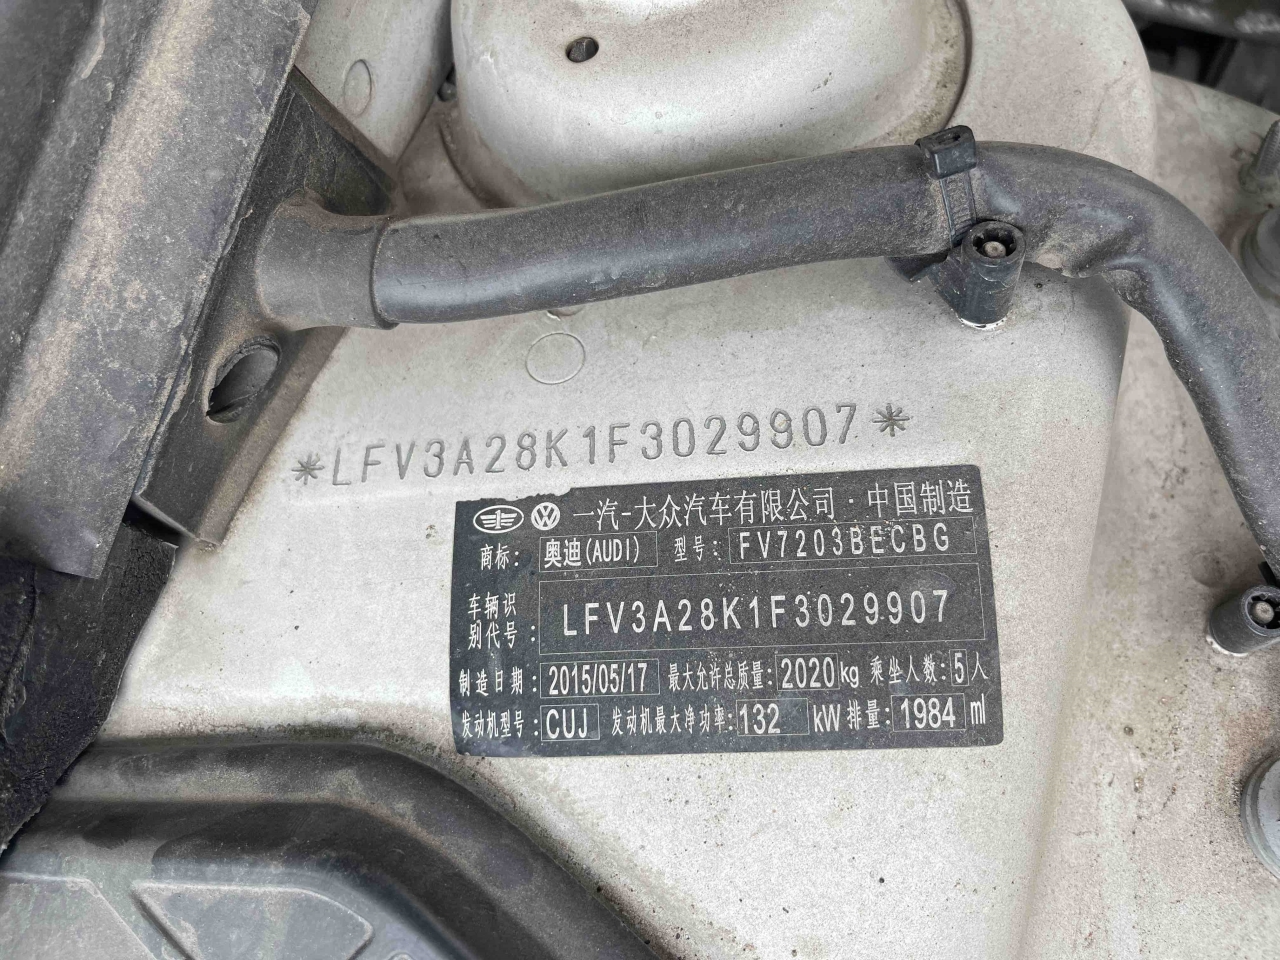 *LFV3A28K1F3029907*
一汽-大众汽车有限公司·中国制造
商标: 奥迪(AUDI) 型号: FV7203BECBG
车辆识别代号: LFV3A28K1F3029907
制造日期: 2015/05/17 最大允许总质量: 2020 kg 乘坐人数: 5 人
发动机型号: CUJ 发动机最大净功率: 132 kW 排量: 1984 ml